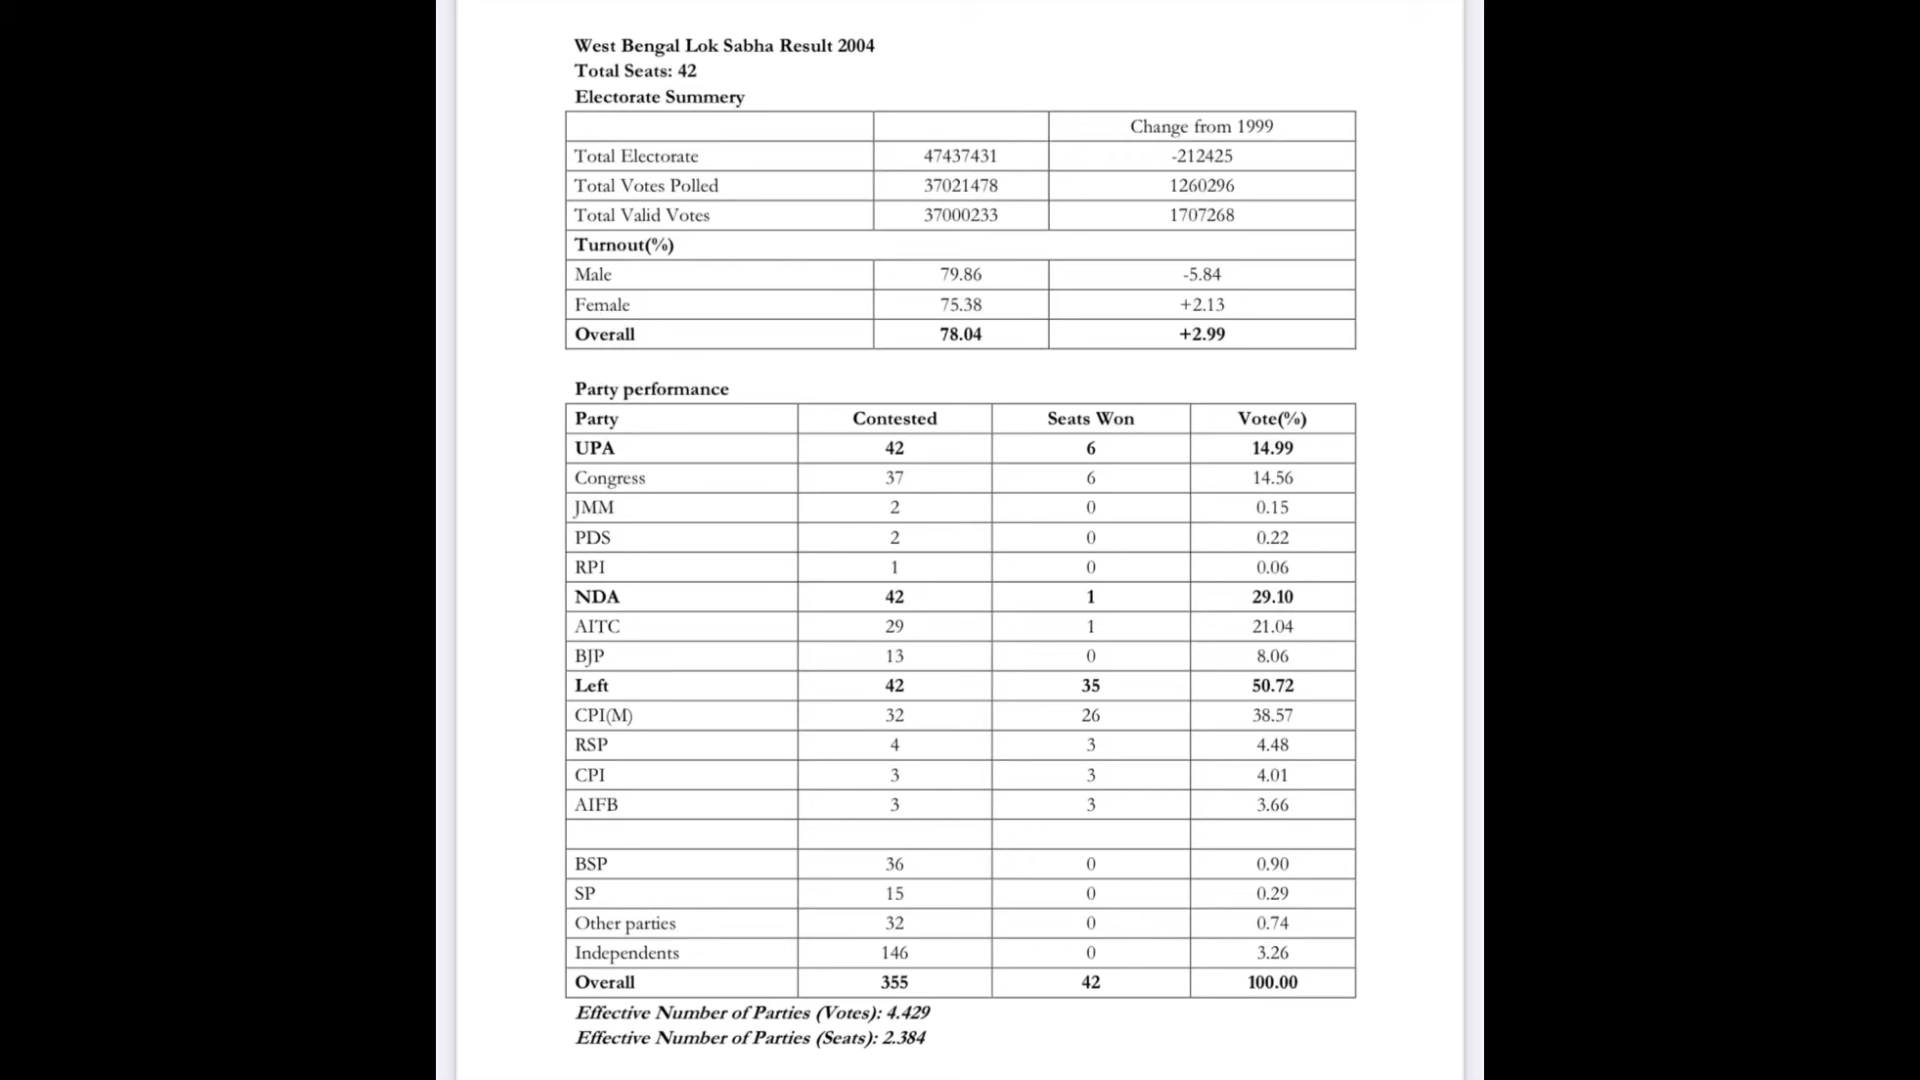 West Bengal Lok Sabha Result 2004
Total Seats: 42
Electorate Summery
Change from 1999
Total Electorate 47437431 -212425
Total Votes Polled 37021478 1260296
Total Valid Votes 37000233 1707268
Turnout(%)
Male 79.86 -5.84
Female 75.38 +2.13
Overall 78.04 +2.99
Party performance
Party Contested Seats Won Vote(%)
UPA 42 6 14.99
Congress 37 6 14.56
JMM 2 0 0.15
PDS 2 0 0.22
RPI 1 0 0.06
NDA 42 1 29.10
AITC 29 1 21.04
BJP 13 0 8.06
Left 42 35 50.72
CPI(M) 32 26 38.57
RSP 4 3 4.48
CPI 3 3 4.01
AIFB 3 3 3.66
BSP 36 0 0.90
SP 15 0 0.29
Other parties 32 0 0.74
Independents 146 0 3.26
Overall 355 42 100.00
Effective Number of Parties (Votes): 4.429
Effective Number of Parties (Seats): 2.384